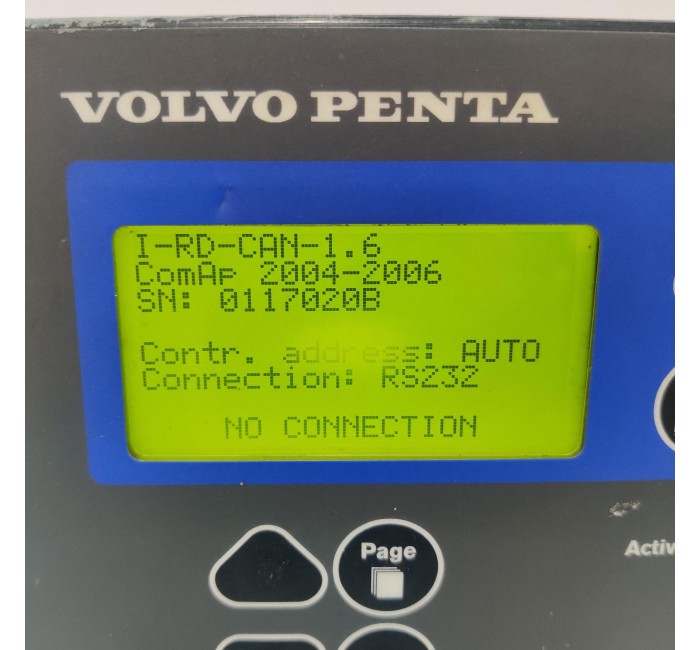 VOLVO PENTA
I-RD-CAN-1.6
ComAp 2004-2006
SN: 0117020B
Contr. address: AUTO
Connection: RS232
NO CONNECTION
Page